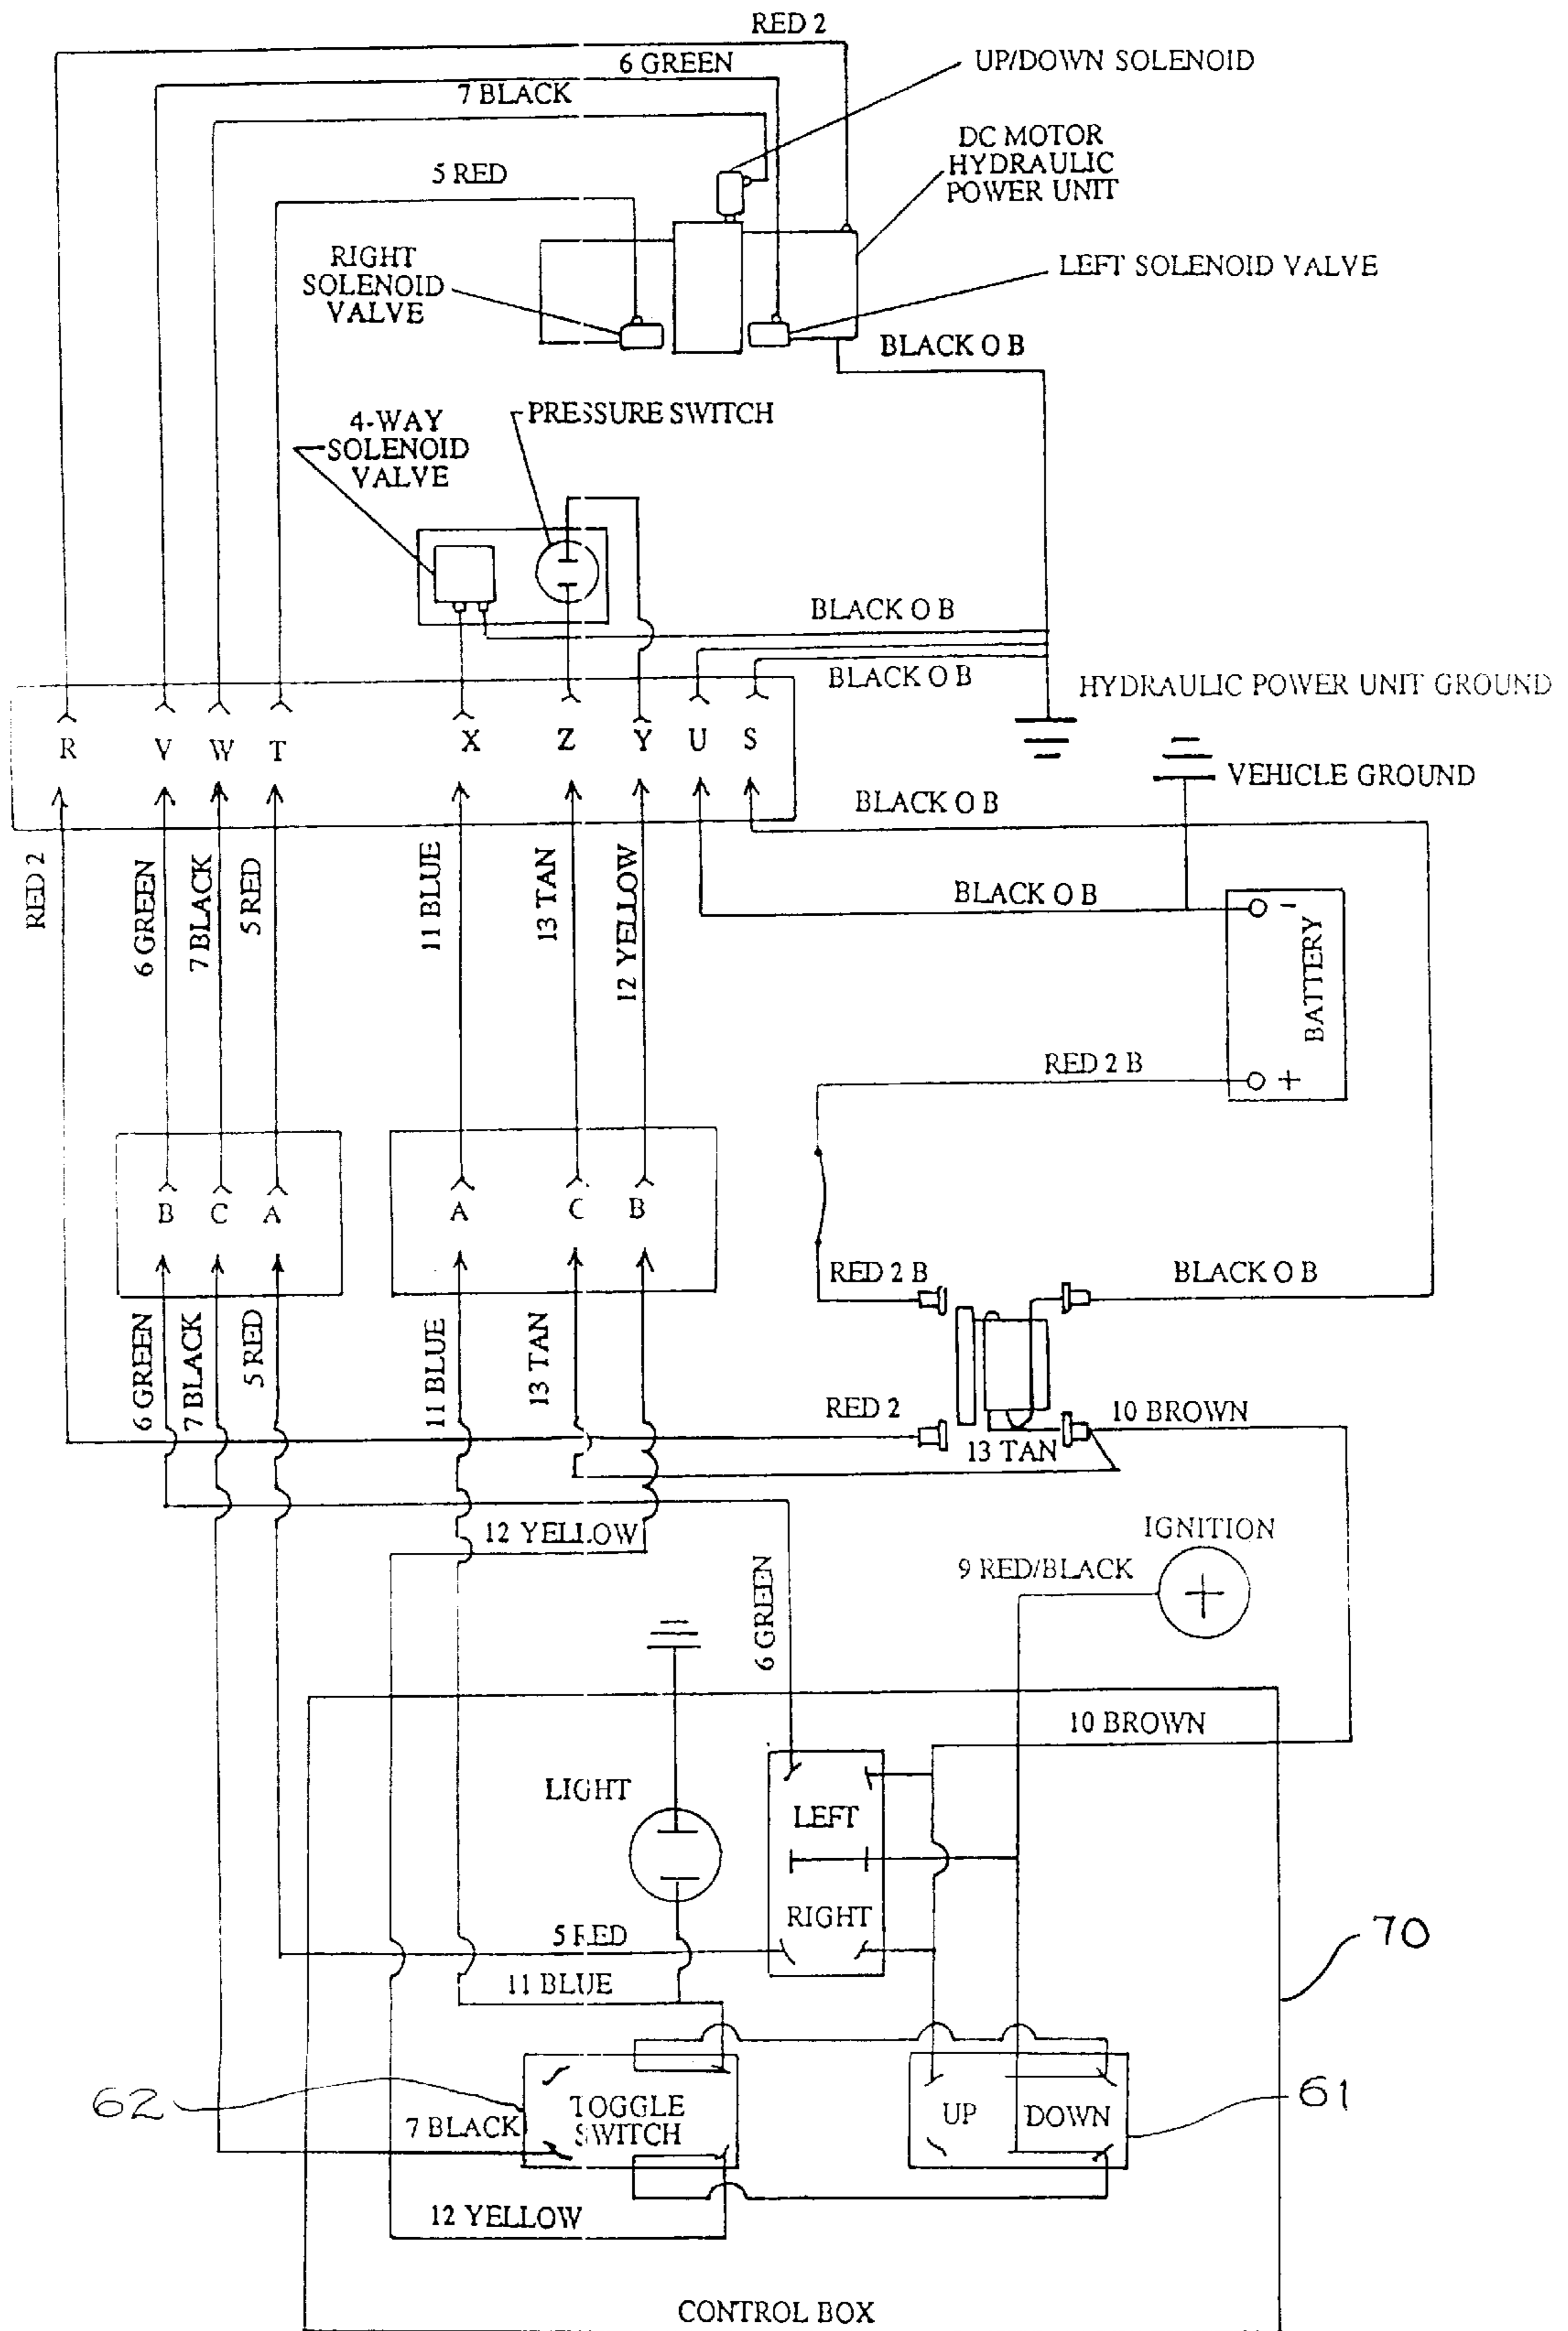 RED 2
6 GREEN
UP/DOWN SOLENOID
7 BLACK
DC MOTOR
HYDRAULIC
POWER UNIT
5 RED
RIGHT
SOLENOID
VALVE
LEFT SOLENOID VALVE
BLACK O B
4-WAY
SOLENOID
VALVE
PRESSURE SWITCH
BLACK O B
BLACK O B
HYDRAULIC POWER UNIT GROUND
R V W T X Z Y U S
VEHICLE GROUND
BLACK O B
RED 2
6 GREEN
7 BLACK
5 RED
11 BLUE
13 TAN
12 YELLOW
BLACK O B
-
BATTERY
RED 2 B
+
B C A
A C B
RED 2 B
BLACK O B
6 GREEN
7 BLACK
5 RED
11 BLUE
13 TAN
RED 2
10 BROWN
13 TAN
12 YELLOW
IGNITION
9 RED/BLACK
6 GREEN
10 BROWN
LIGHT
LEFT
RIGHT
5 RED
70
11 BLUE
62
TOGGLE
SWITCH
7 BLACK
UP DOWN
61
12 YELLOW
CONTROL BOX